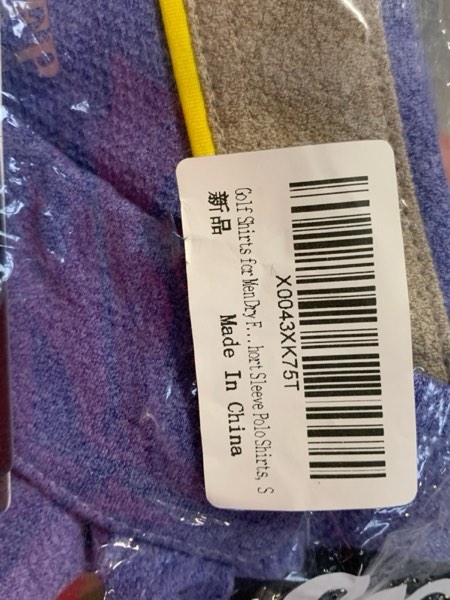 X0043XK75T
Golf Shirts for Men Dry F...hort Sleeve Polo Shirts, S
新品
Made In China